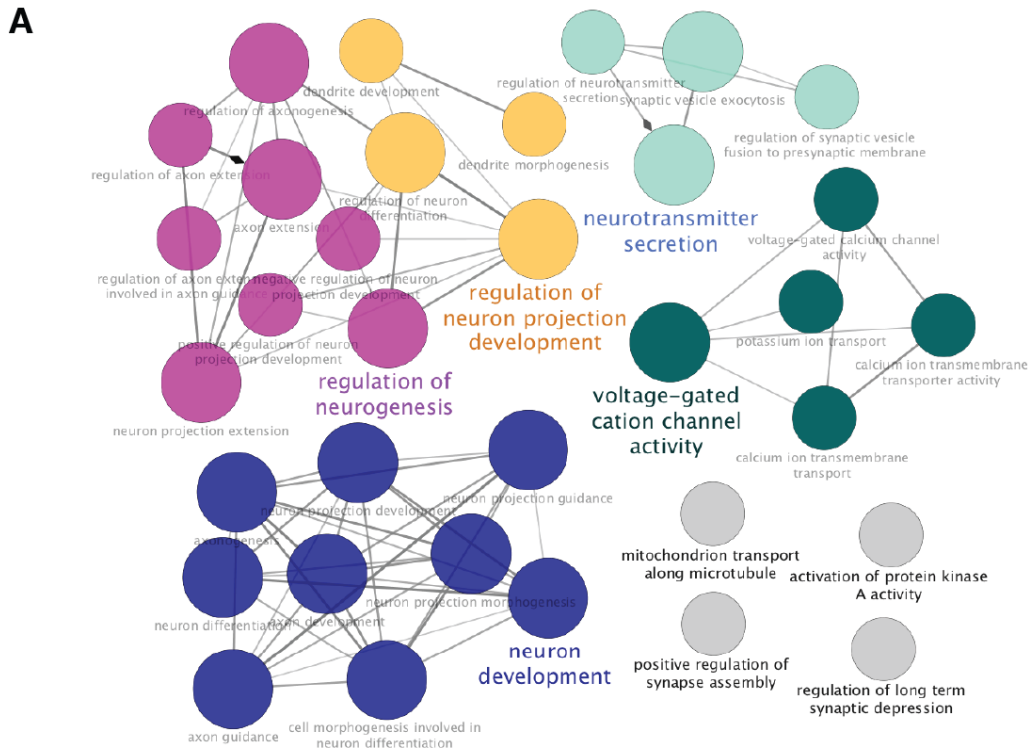 A
dendrite development
regulation of axonogenesis
regulation of neurotransmitter
secretion
synaptic vesicle exocytosis
regulation of synaptic vesicle
fusion to presynaptic membrane
dendrite morphogenesis
regulation of axon extension
regulation of neuron
differentiation
axon extension
neurotransmitter
secretion
voltage-gated calcium channel
activity
regulation of axon extension
involved in axon guidance
negative regulation of neuron
projection development
regulation of
neuron projection
development
potassium ion transport
calcium ion transmembrane
transporter activity
positive regulation of neuron
projection development
regulation of
neurogenesis
voltage-gated
cation channel
activity
neuron projection extension
calcium ion transmembrane
transport
neuron projection guidance
neuron projection development
axonogenesis
mitochondrion transport
along microtubule
activation of protein kinase
A activity
neuron projection morphogenesis
neuron differentiation
axon development
neuron
development
positive regulation of
synapse assembly
regulation of long term
synaptic depression
axon guidance
cell morphogenesis involved in
neuron differentiation